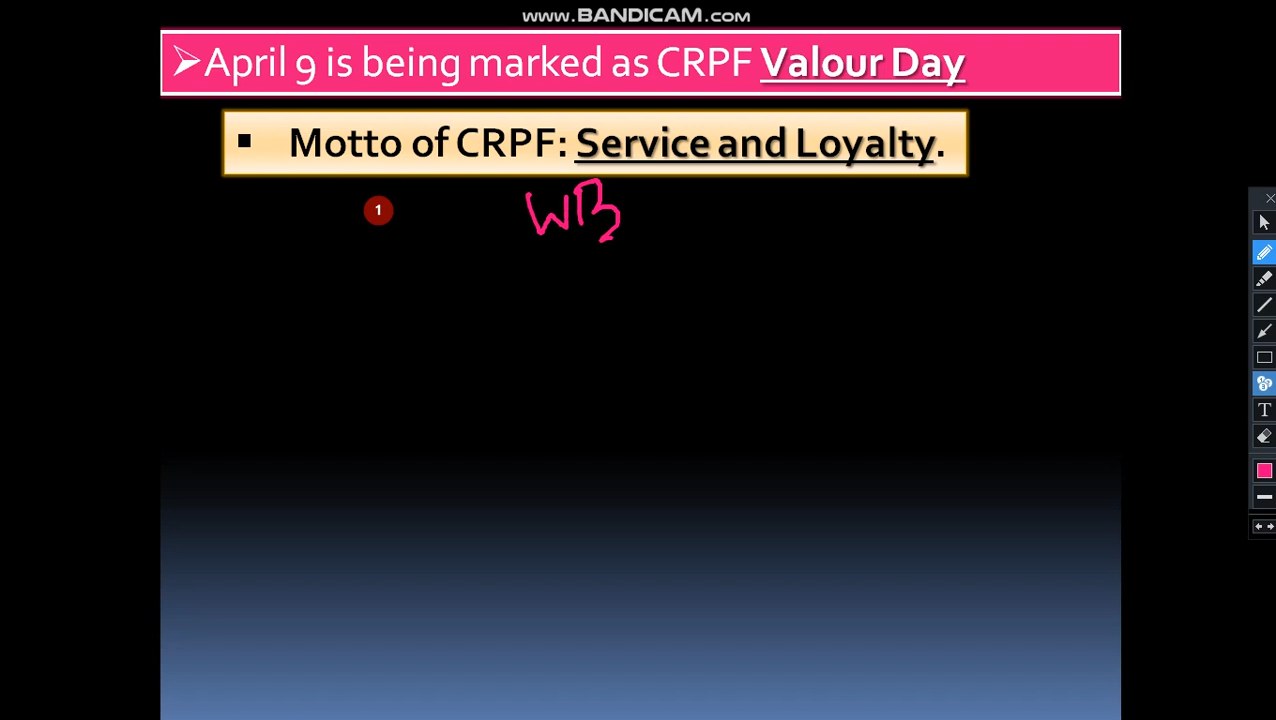 www.BANDICAM.com
➤April 9 is being marked as CRPF Valour Day
▪ Motto of CRPF: Service and Loyalty.
1
WB
T